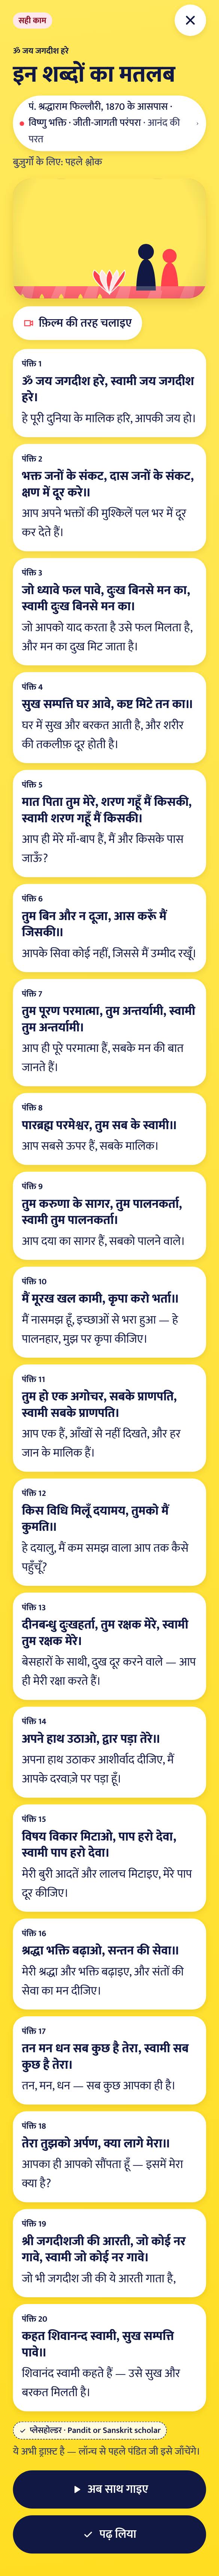 सही काम
ॐ जय जगदीश हरे
इन शब्दों का मतलब
पं. श्रद्धाराम फिल्लौरी, 1870 के आसपास ·
विष्णु भक्ति · जीती-जागती परंपरा · आनंद की
परत
बुज़ुर्गों के लिए: पहले श्लोक
फ़िल्म की तरह चलाइए
पंक्ति 1
ॐ जय जगदीश हरे, स्वामी जय जगदीश
हरे।
हे पूरी दुनिया के मालिक हरि, आपकी जय हो।
पंक्ति 2
भक्त जनों के संकट, दास जनों के संकट,
क्षण में दूर करे॥
आप अपने भक्तों की मुश्किलें पल भर में दूर
कर देते हैं।
पंक्ति 3
जो ध्यावे फल पावे, दुःख बिनसे मन का,
स्वामी दुःख बिनसे मन का।
जो आपको याद करता है उसे फल मिलता है,
और मन का दुख मिट जाता है।
पंक्ति 4
सुख सम्पत्ति घर आवे, कष्ट मिटे तन का॥
घर में सुख और बरकत आती है, और शरीर
की तकलीफ़ दूर होती है।
पंक्ति 5
मात पिता तुम मेरे, शरण गहूँ मैं किसकी,
स्वामी शरण गहूँ मैं किसकी।
आप ही मेरे माँ-बाप हैं, मैं और किसके पास
जाऊँ?
पंक्ति 6
तुम बिन और न दूजा, आस करूँ मैं
जिसकी॥
आपके सिवा कोई नहीं, जिससे मैं उम्मीद रखूँ।
पंक्ति 7
तुम पूरण परमात्मा, तुम अन्तर्यामी, स्वामी
तुम अन्तर्यामी।
आप ही पूरे परमात्मा हैं, सबके मन की बात
जानते हैं।
पंक्ति 8
पारब्रह्म परमेश्वर, तुम सब के स्वामी॥
आप सबसे ऊपर हैं, सबके मालिक।
पंक्ति 9
तुम करुणा के सागर, तुम पालनकर्ता,
स्वामी तुम पालनकर्ता।
आप दया का सागर हैं, सबको पालने वाले।
पंक्ति 10
मैं मूरख खल कामी, कृपा करो भर्ता॥
मैं नासमझ हूँ, इच्छाओं से भरा हुआ — हे
पालनहार, मुझ पर कृपा कीजिए।
पंक्ति 11
तुम हो एक अगोचर, सबके प्राणपति,
स्वामी सबके प्राणपति।
आप एक हैं, आँखों से नहीं दिखते, और हर
जान के मालिक हैं।
पंक्ति 12
किस विधि मिलूँ दयामय, तुमको मैं
कुमति॥
हे दयालु, मैं कम समझ वाला आप तक कैसे
पहुँचूँ?
पंक्ति 13
दीनबन्धु दुःखहर्ता, तुम रक्षक मेरे, स्वामी
तुम रक्षक मेरे।
बेसहारों के साथी, दुख दूर करने वाले — आप
ही मेरी रक्षा करते हैं।
पंक्ति 14
अपने हाथ उठाओ, द्वार पड़ा तेरे॥
अपना हाथ उठाकर आशीर्वाद दीजिए, मैं
आपके दरवाज़े पर पड़ा हूँ।
पंक्ति 15
विषय विकार मिटाओ, पाप हरो देवा,
स्वामी पाप हरो देवा।
मेरी बुरी आदतें और लालच मिटाइए, मेरे पाप
दूर कीजिए।
पंक्ति 16
श्रद्धा भक्ति बढ़ाओ, सन्तन की सेवा॥
मेरी श्रद्धा और भक्ति बढ़ाइए, और संतों की
सेवा का मन दीजिए।
पंक्ति 17
तन मन धन सब कुछ है तेरा, स्वामी सब
कुछ है तेरा।
तन, मन, धन — सब कुछ आपका ही है।
पंक्ति 18
तेरा तुझको अर्पण, क्या लागे मेरा॥
आपका ही आपको सौंपता हूँ — इसमें मेरा
क्या है?
पंक्ति 19
श्री जगदीशजी की आरती, जो कोई नर
गावे, स्वामी जो कोई नर गावे।
जो भी जगदीश जी की ये आरती गाता है,
पंक्ति 20
कहत शिवानन्द स्वामी, सुख सम्पत्ति
पावे॥
शिवानंद स्वामी कहते हैं — उसे सुख और
बरकत मिलती है।
प्लेसहोल्डर · Pandit or Sanskrit scholar
ये अभी ड्राफ़्ट है — लॉन्च से पहले पंडित जी इसे जाँचेंगे।
अब साथ गाइए
पढ़ लिया